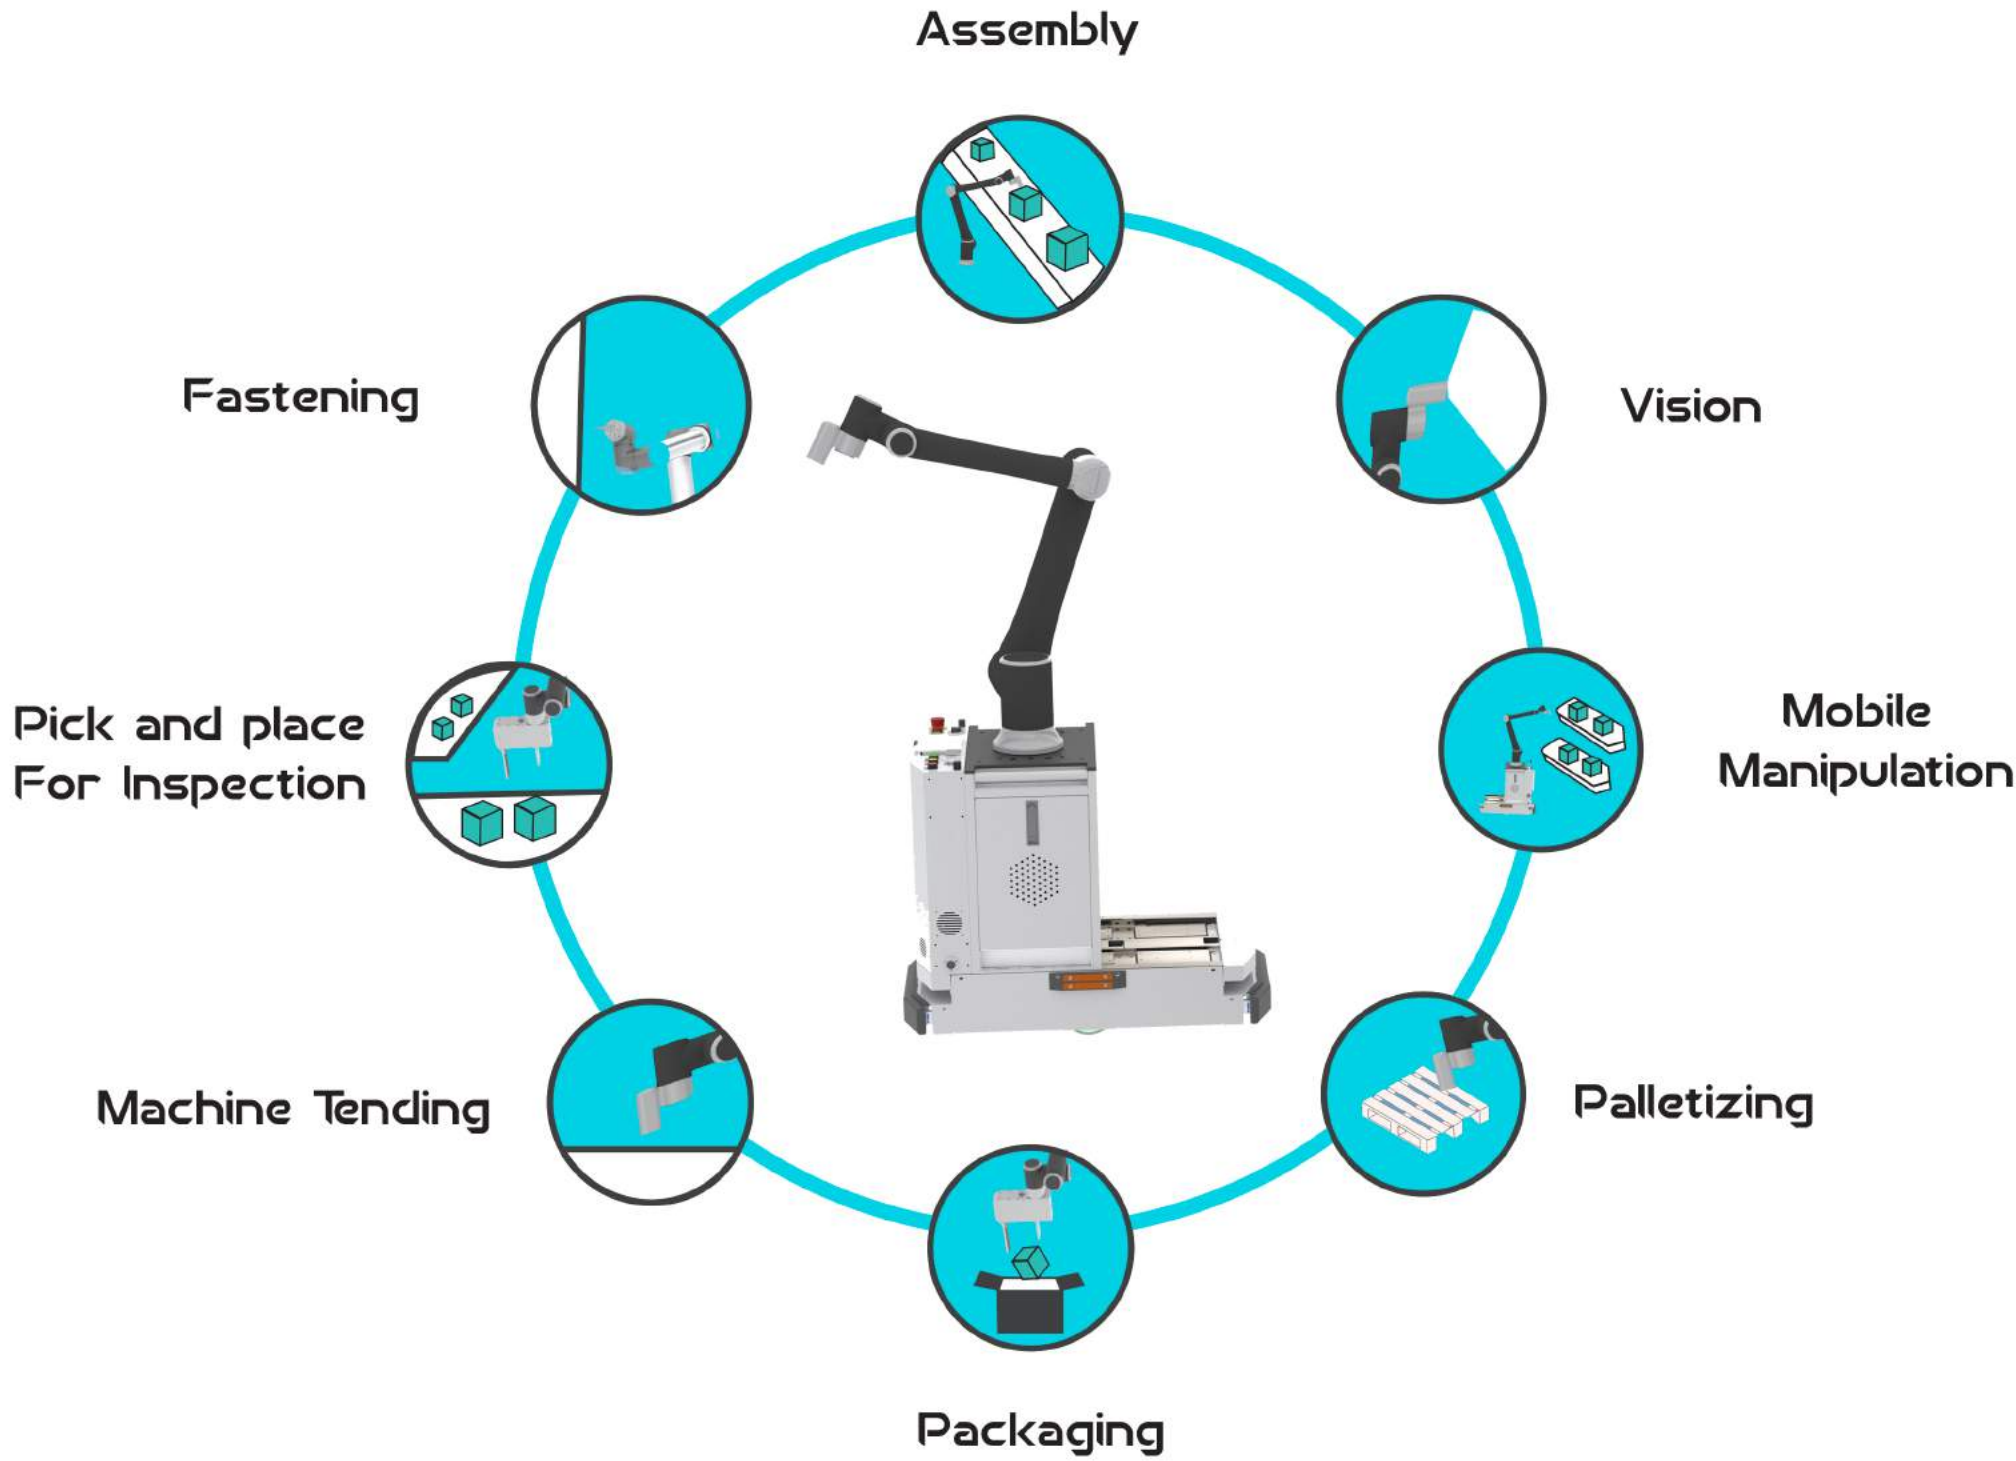 Assembly
Fastening
Vision
Pick and place
For Inspection
Mobile
Manipulation
Machine Tending
Palletizing
Packaging